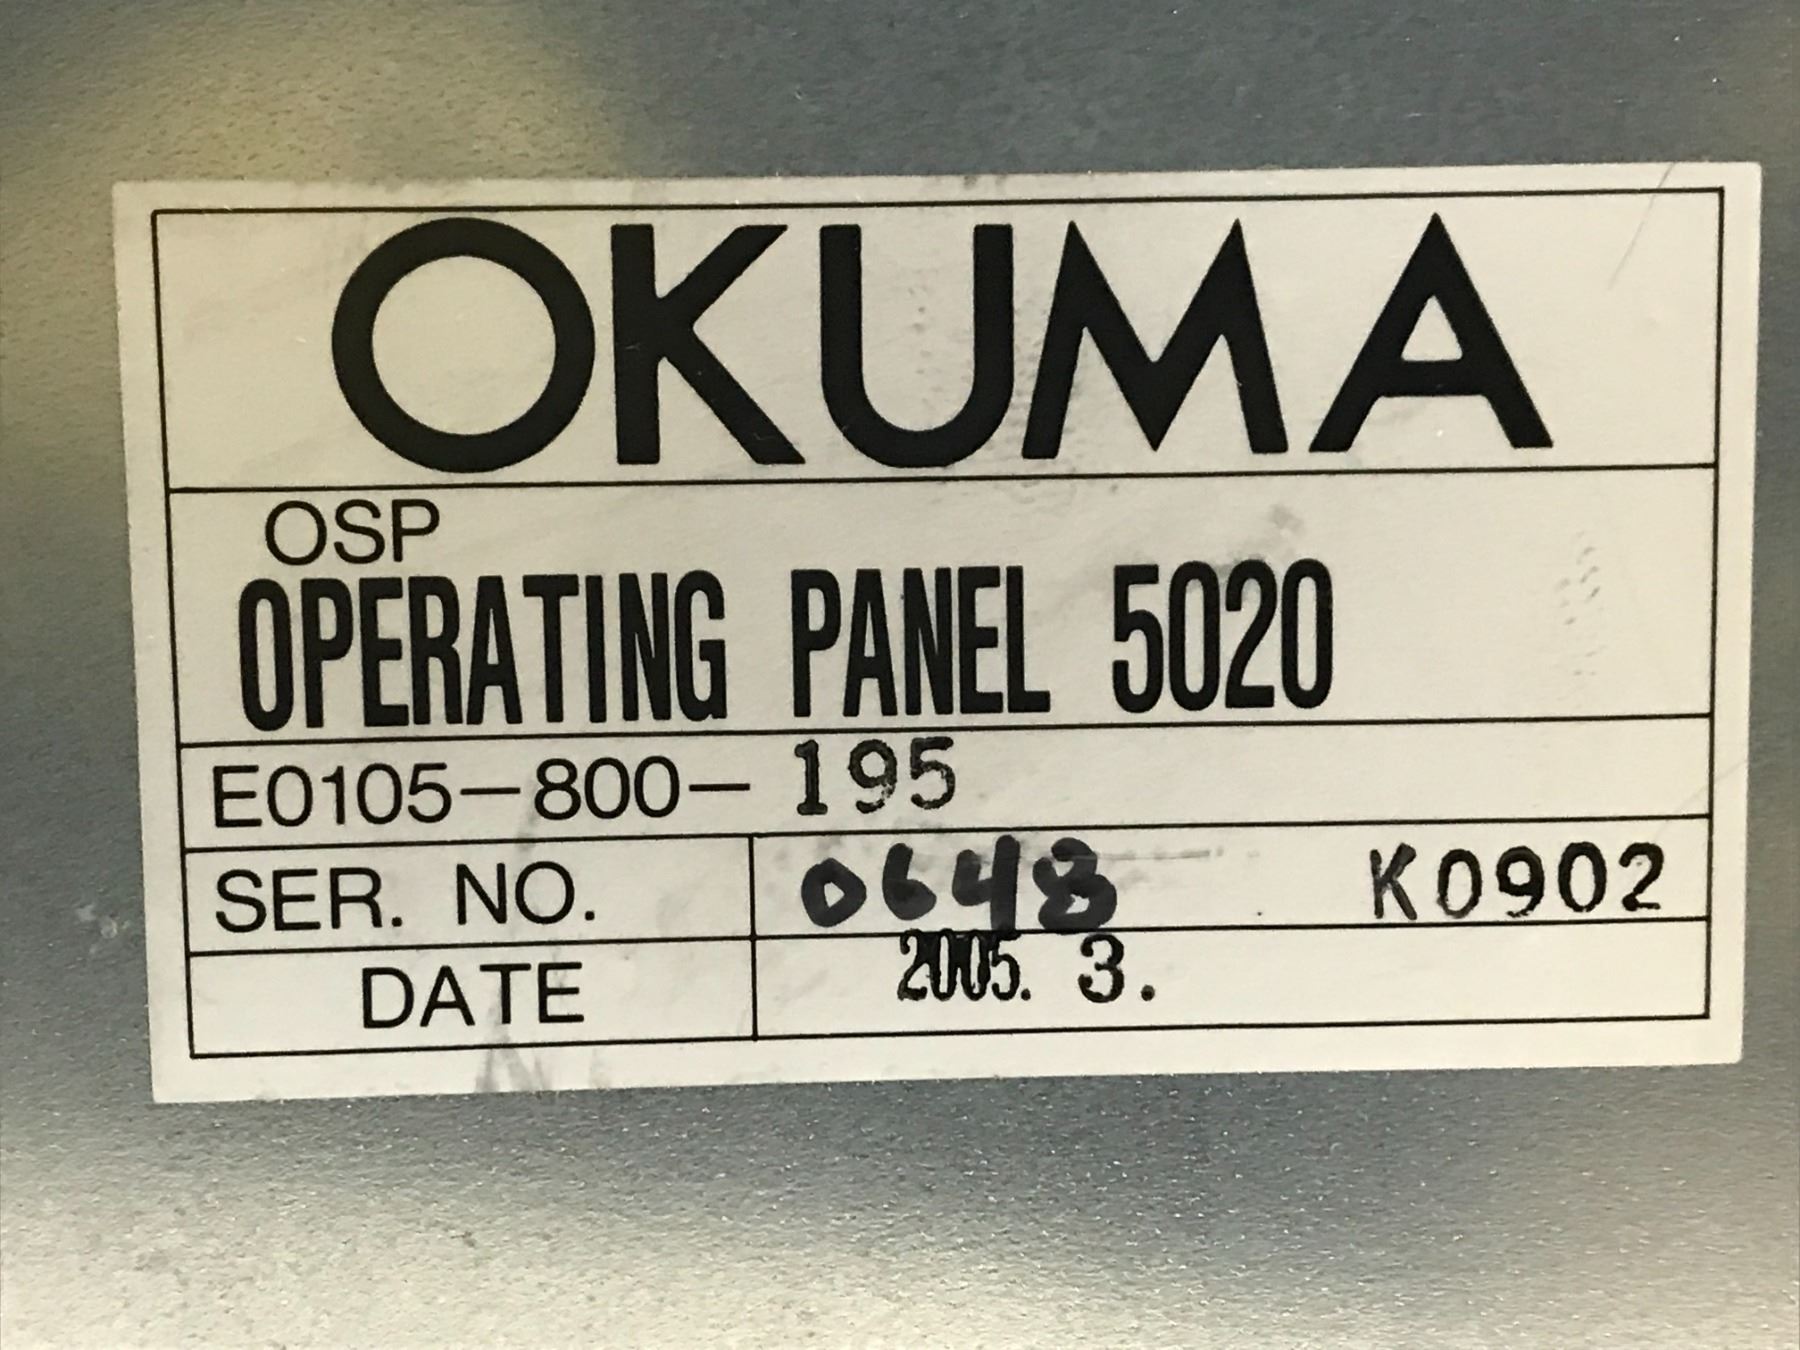 OKUMA
OSP
OPERATING PANEL 5020
E0105-800-195
SER. NO. 0648 K0902
DATE 2005. 3.